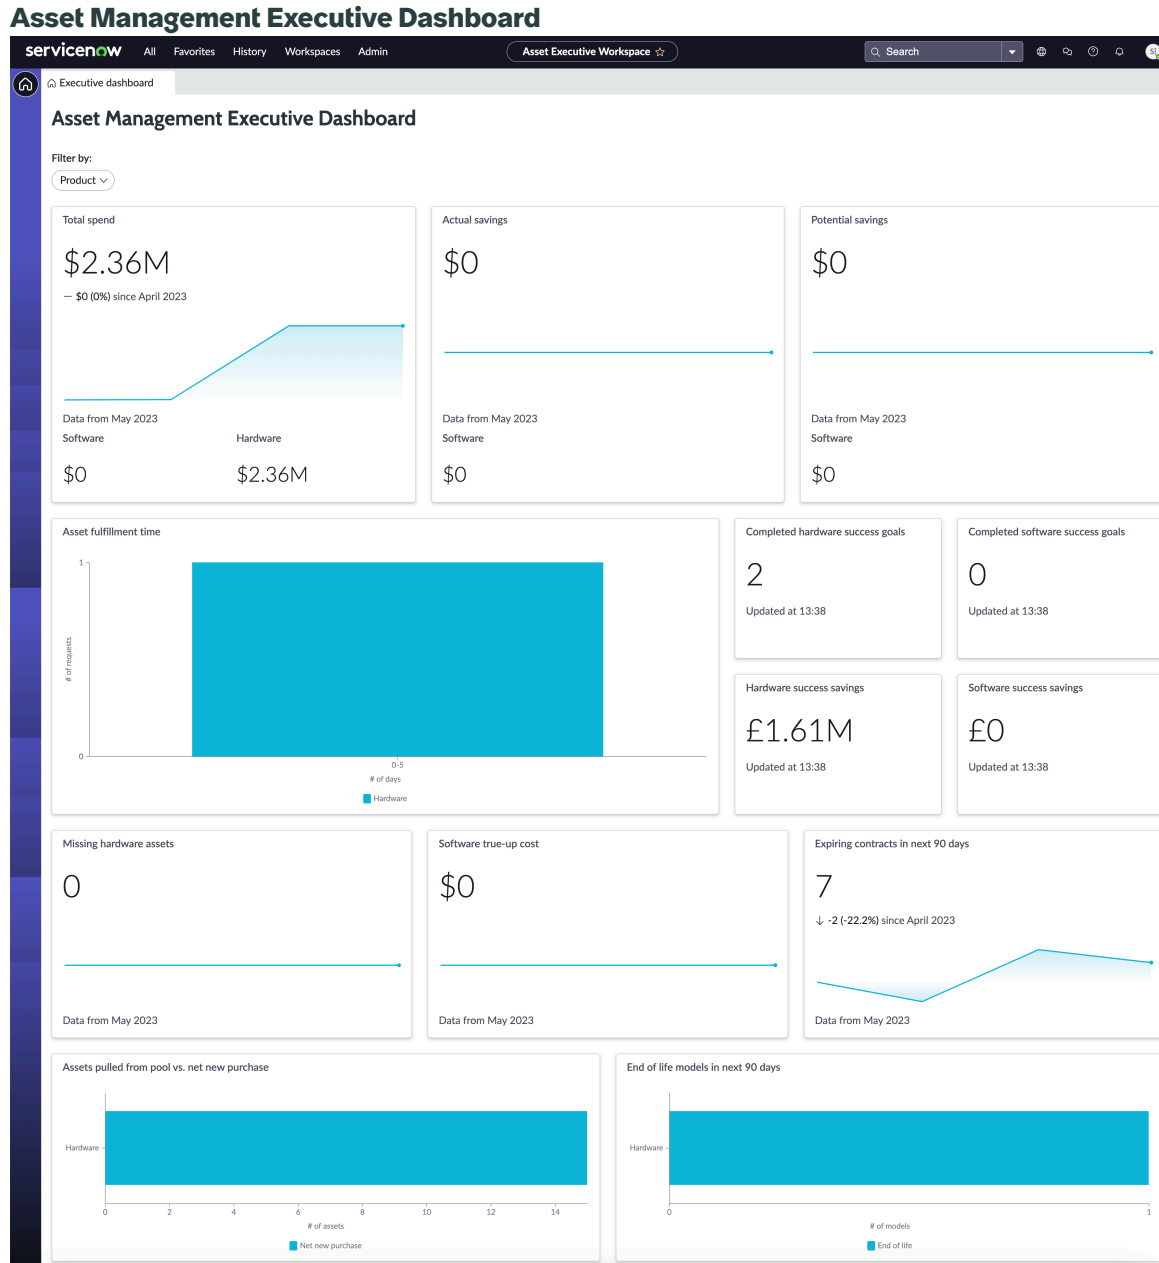 Asset Management Executive Dashboard
servicenow All Favorites History Workspaces Admin Asset Executive Workspace Search
Executive dashboard
Asset Management Executive Dashboard
Filter by:
Product
Total spend
$2.36M
— $0 (0%) since April 2023
Data from May 2023
Software Hardware
$0 $2.36M
Actual savings
$0
Data from May 2023
Software
$0
Potential savings
$0
Data from May 2023
Software
$0
Asset fulfillment time
1
# of requests
0
0-5
# of days
Hardware
Completed hardware success goals
2
Updated at 13:38
Completed software success goals
0
Updated at 13:38
Hardware success savings
£1.61M
Updated at 13:38
Software success savings
£0
Updated at 13:38
Missing hardware assets
0
Data from May 2023
Software true-up cost
$0
Data from May 2023
Expiring contracts in next 90 days
7
↓ -2 (-22.2%) since April 2023
Data from May 2023
Assets pulled from pool vs. net new purchase
Hardware
0 2 4 6 8 10 12 14
# of assets
Net new purchase
End of life models in next 90 days
Hardware
0 1
# of models
End of life